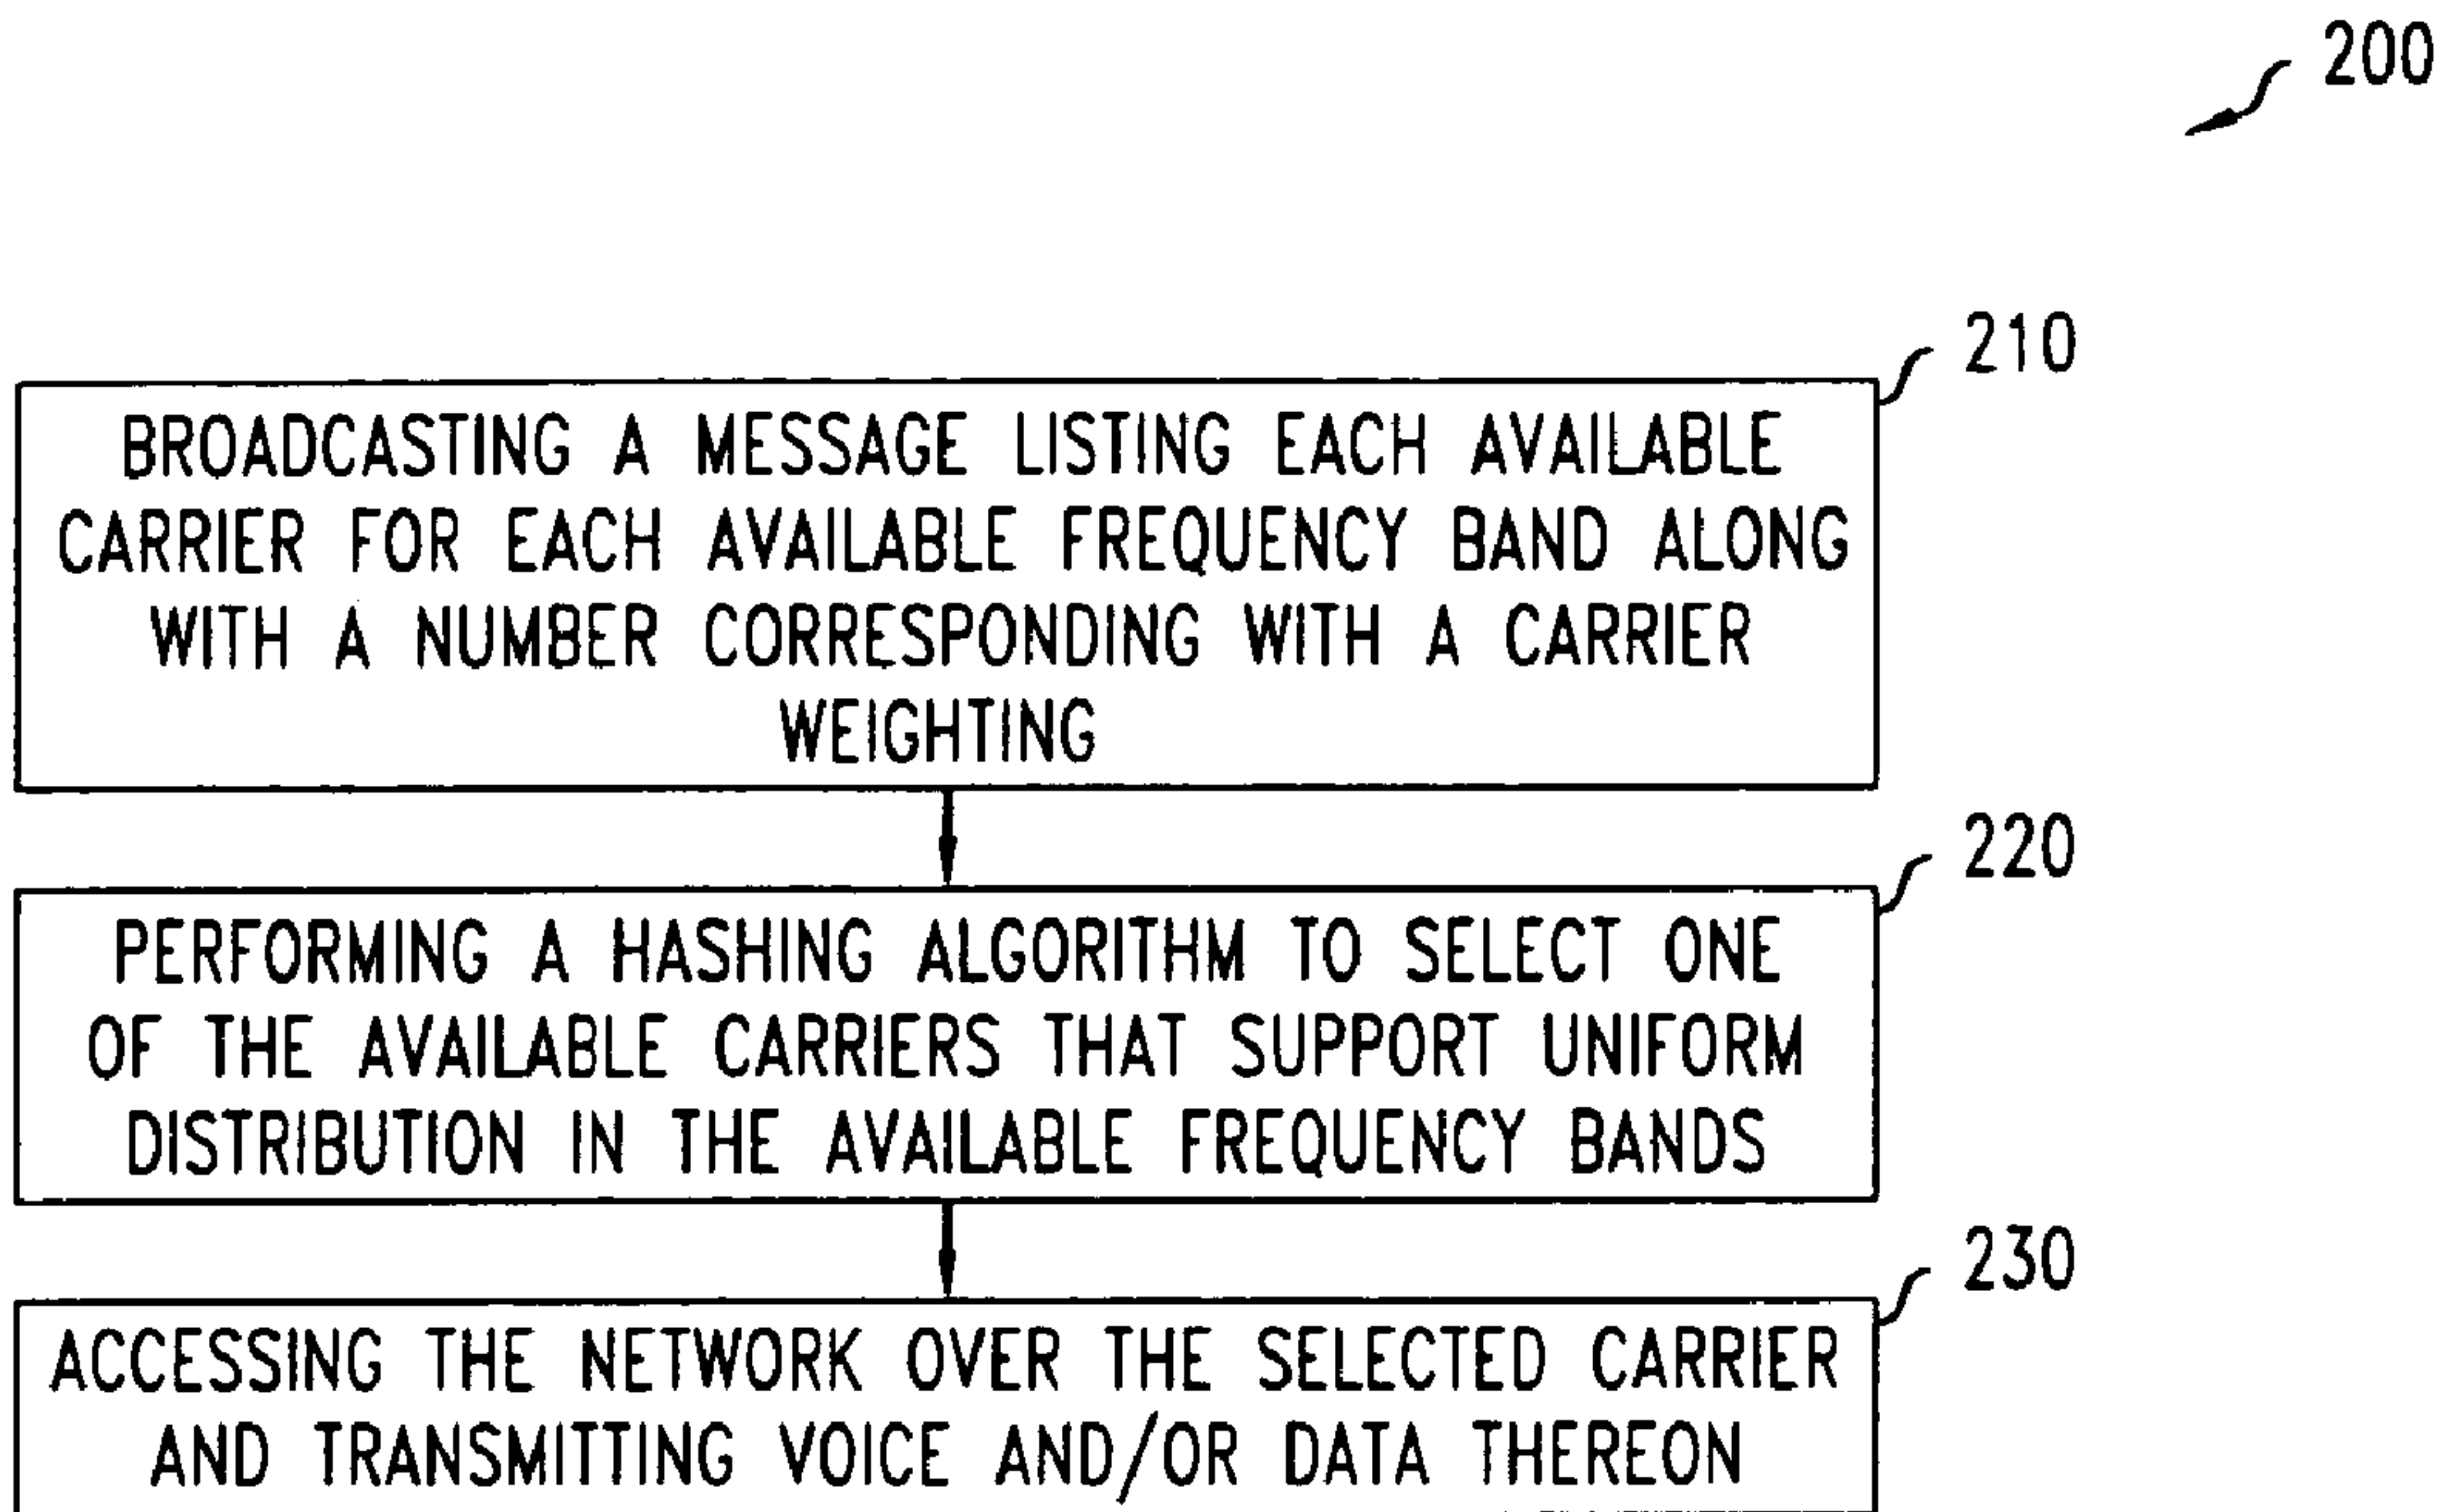 200
210
BROADCASTING A MESSAGE LISTING EACH AVAILABLE
CARRIER FOR EACH AVAILABLE FREQUENCY BAND ALONG
WITH A NUMBER CORRESPONDING WITH A CARRIER
WEIGHTING
220
PERFORMING A HASHING ALGORITHM TO SELECT ONE
OF THE AVAILABLE CARRIERS THAT SUPPORT UNIFORM
DISTRIBUTION IN THE AVAILABLE FREQUENCY BANDS
230
ACCESSING THE NETWORK OVER THE SELECTED CARRIER
AND TRANSMITTING VOICE AND/OR DATA THEREON